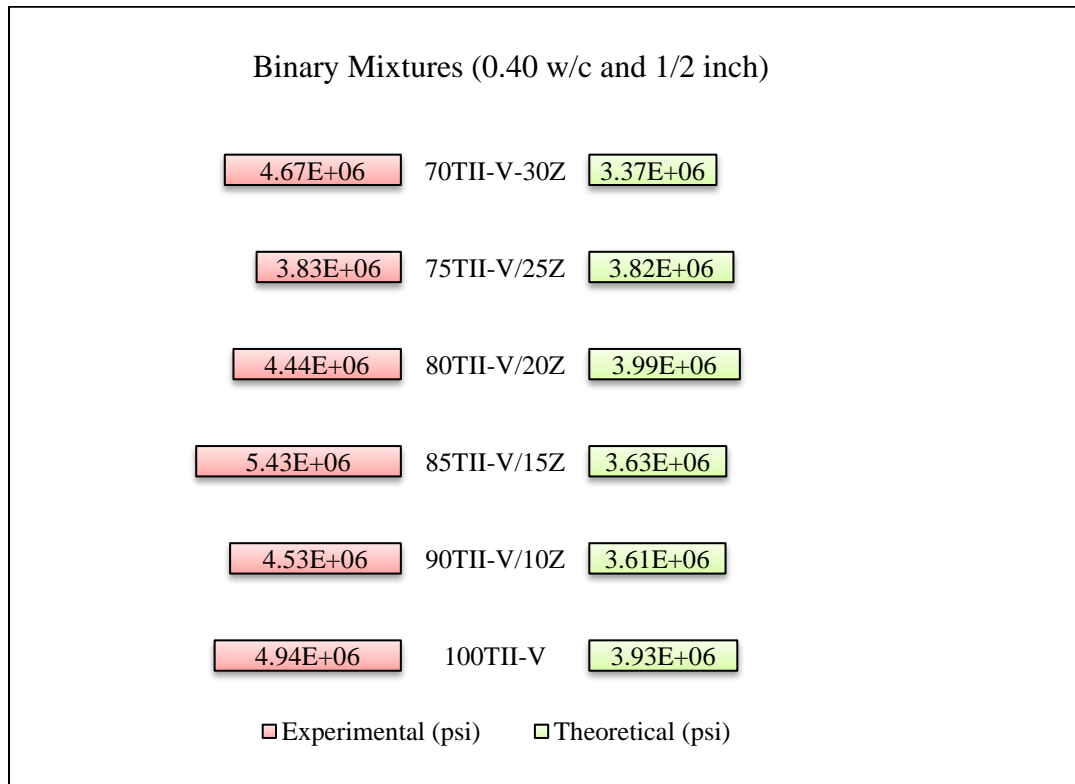 Binary Mixtures (0.40 w/c and 1/2 inch)
4.67E+06 70TII-V-30Z 3.37E+06
3.83E+06 75TII-V/25Z 3.82E+06
4.44E+06 80TII-V/20Z 3.99E+06
5.43E+06 85TII-V/15Z 3.63E+06
4.53E+06 90TII-V/10Z 3.61E+06
4.94E+06 100TII-V 3.93E+06
Experimental (psi) Theoretical (psi)